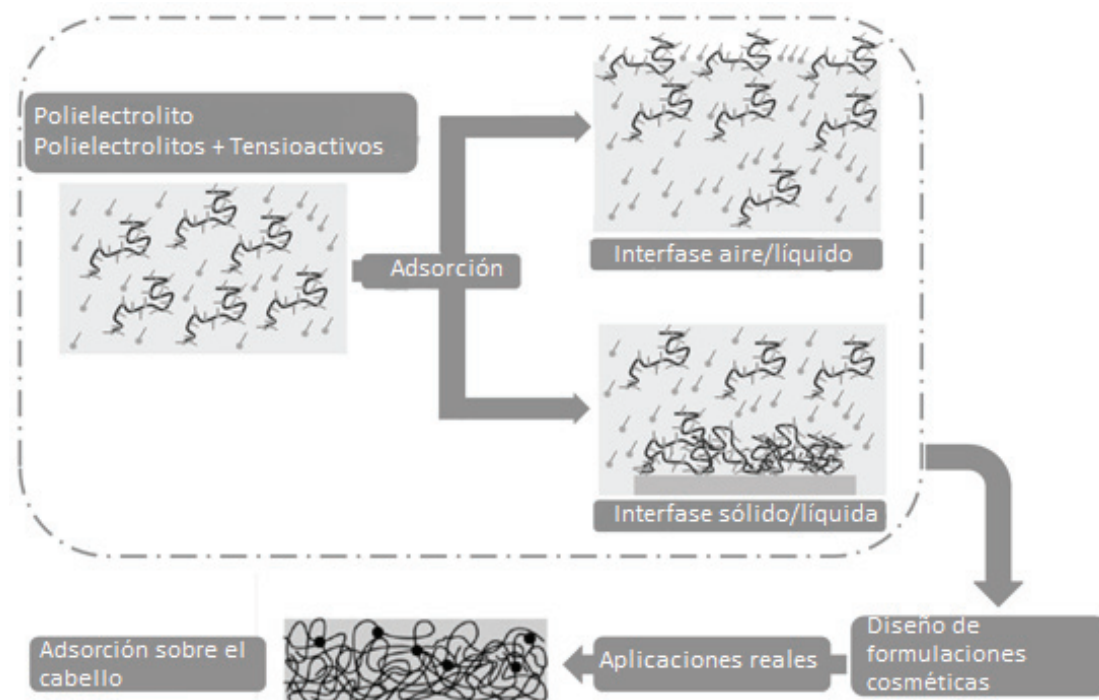 Polielectrolito
Polielectrolitos + Tensioactivos
Adsorción
Interfase aire/líquido
Interfase sólido/líquida
Diseño de
formulaciones
cosméticas
Aplicaciones reales
Adsorción sobre el
cabello